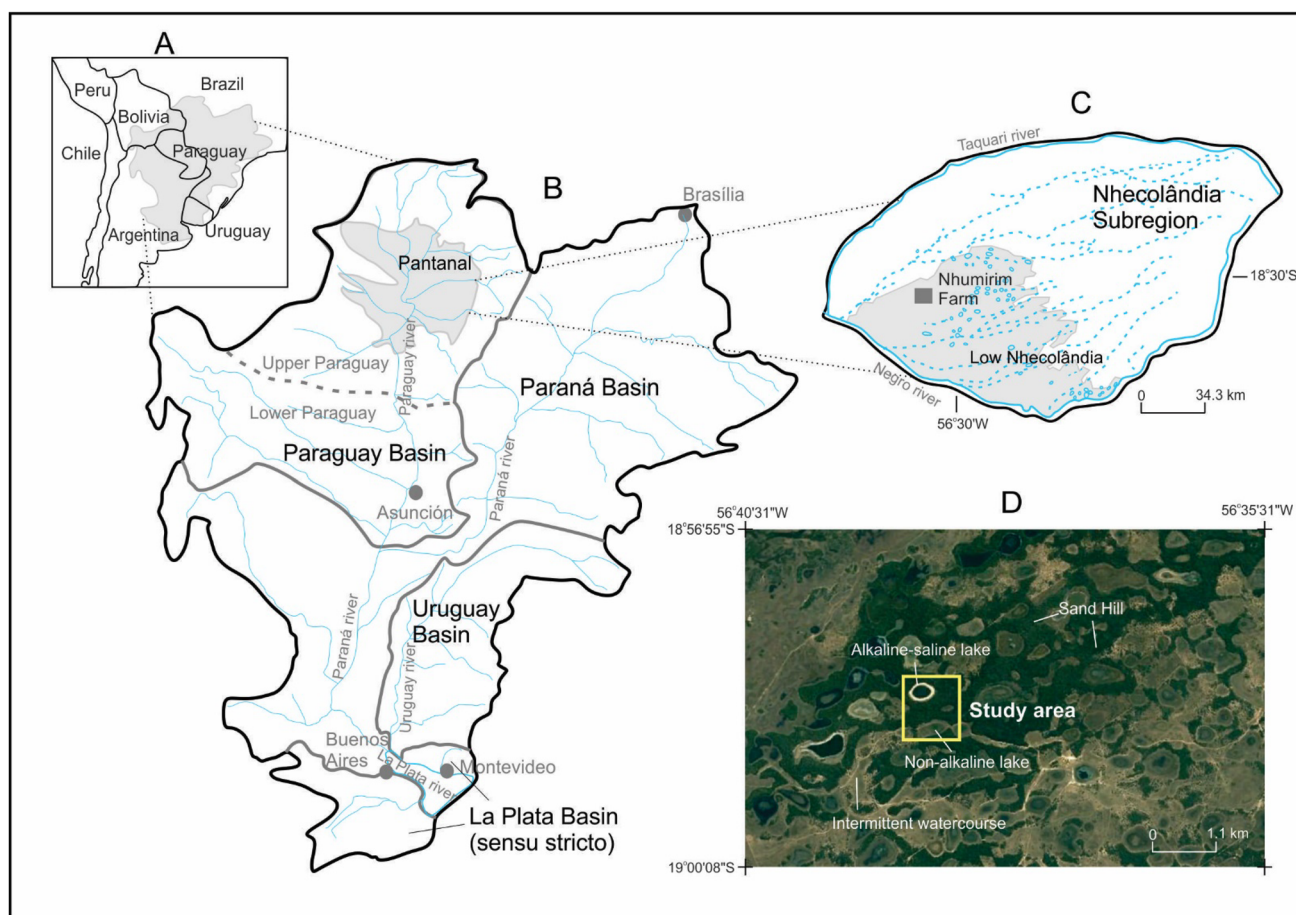 A
Peru
Brazil
Bolivia
Chile
Paraguay
Argentina
Uruguay
B
Brasília
Pantanal
Paraguay river
Upper Paraguay
Lower Paraguay
Paraná Basin
Paraguay Basin
Paraná river
Asunción
Paraná river
Uruguay
Basin
Uruguay river
Buenos
Aires
La Plata river
Montevideo
La Plata Basin
(sensu stricto)
C
Taquari river
Nhecolândia
Subregion
18°30'S
Nhumirim
Farm
Low Nhecolândia
Negro river
56°30'W
0 34.3 km
D
56°40'31"W
56°35'31"W
18°56'55"S
Sand Hill
Alkaline-saline lake
Study area
Non-alkaline lake
Intermittent watercourse
0 1.1 km
19°00'08"S